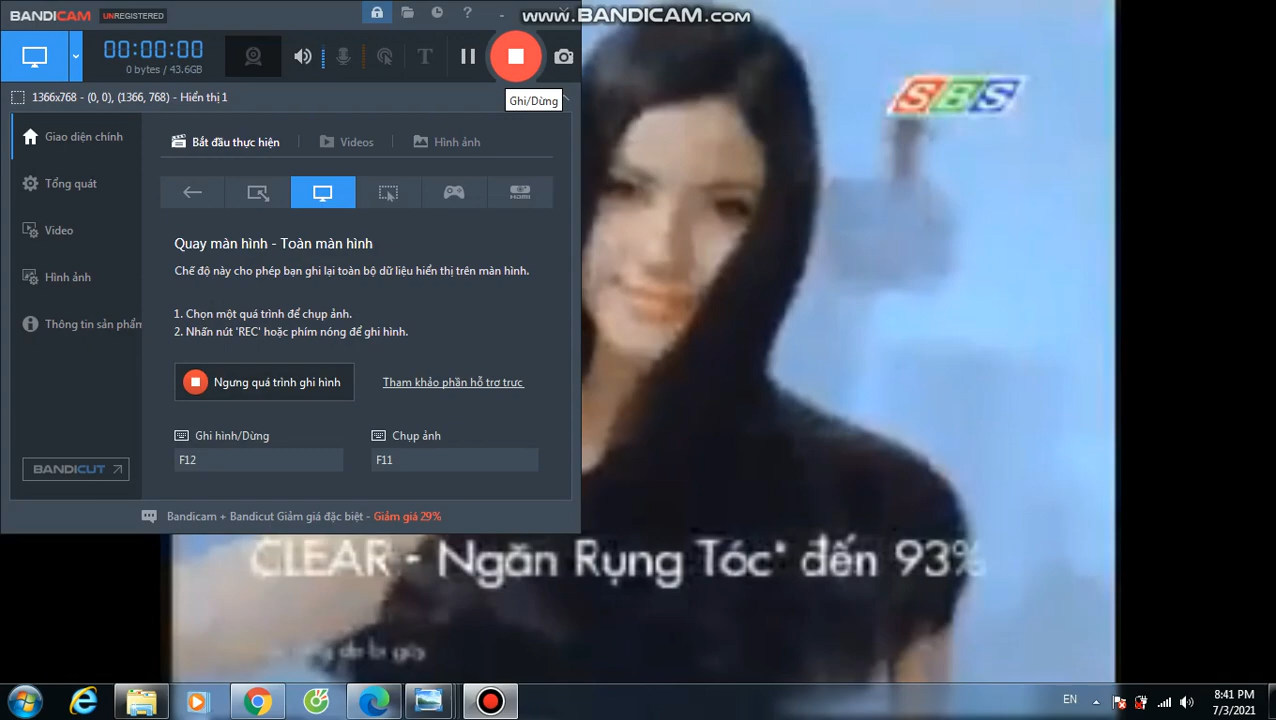 BANDICAM UNREGISTERED
www.BANDICAM.com
00:00:00
0 bytes / 43.6GB
T
SBS
1366x768 - (0, 0), (1366, 768) - Hiển thị 1
Ghi/Dừng
Giao diện chính
Bắt đầu thực hiện
Videos
Hình ảnh
Tổng quát
HDMI
Video
Quay màn hình - Toàn màn hình
Chế độ này cho phép bạn ghi lại toàn bộ dữ liệu hiển thị trên màn hình.
Hình ảnh
1. Chọn một quá trình để chụp ảnh.
Thông tin sản phẩm
2. Nhấn nút 'REC' hoặc phím nóng để ghi hình.
Ngưng quá trình ghi hình
Tham khảo phần hỗ trợ trực
Ghi hình/Dừng
Chụp ảnh
F12
F11
BANDICUT
Bandicam + Bandicut Giảm giá đặc biệt - Giảm giá 29%
CLEAR - Ngăn Rụng Tóc* đến 93%
EN
8:41 PM
7/3/2021